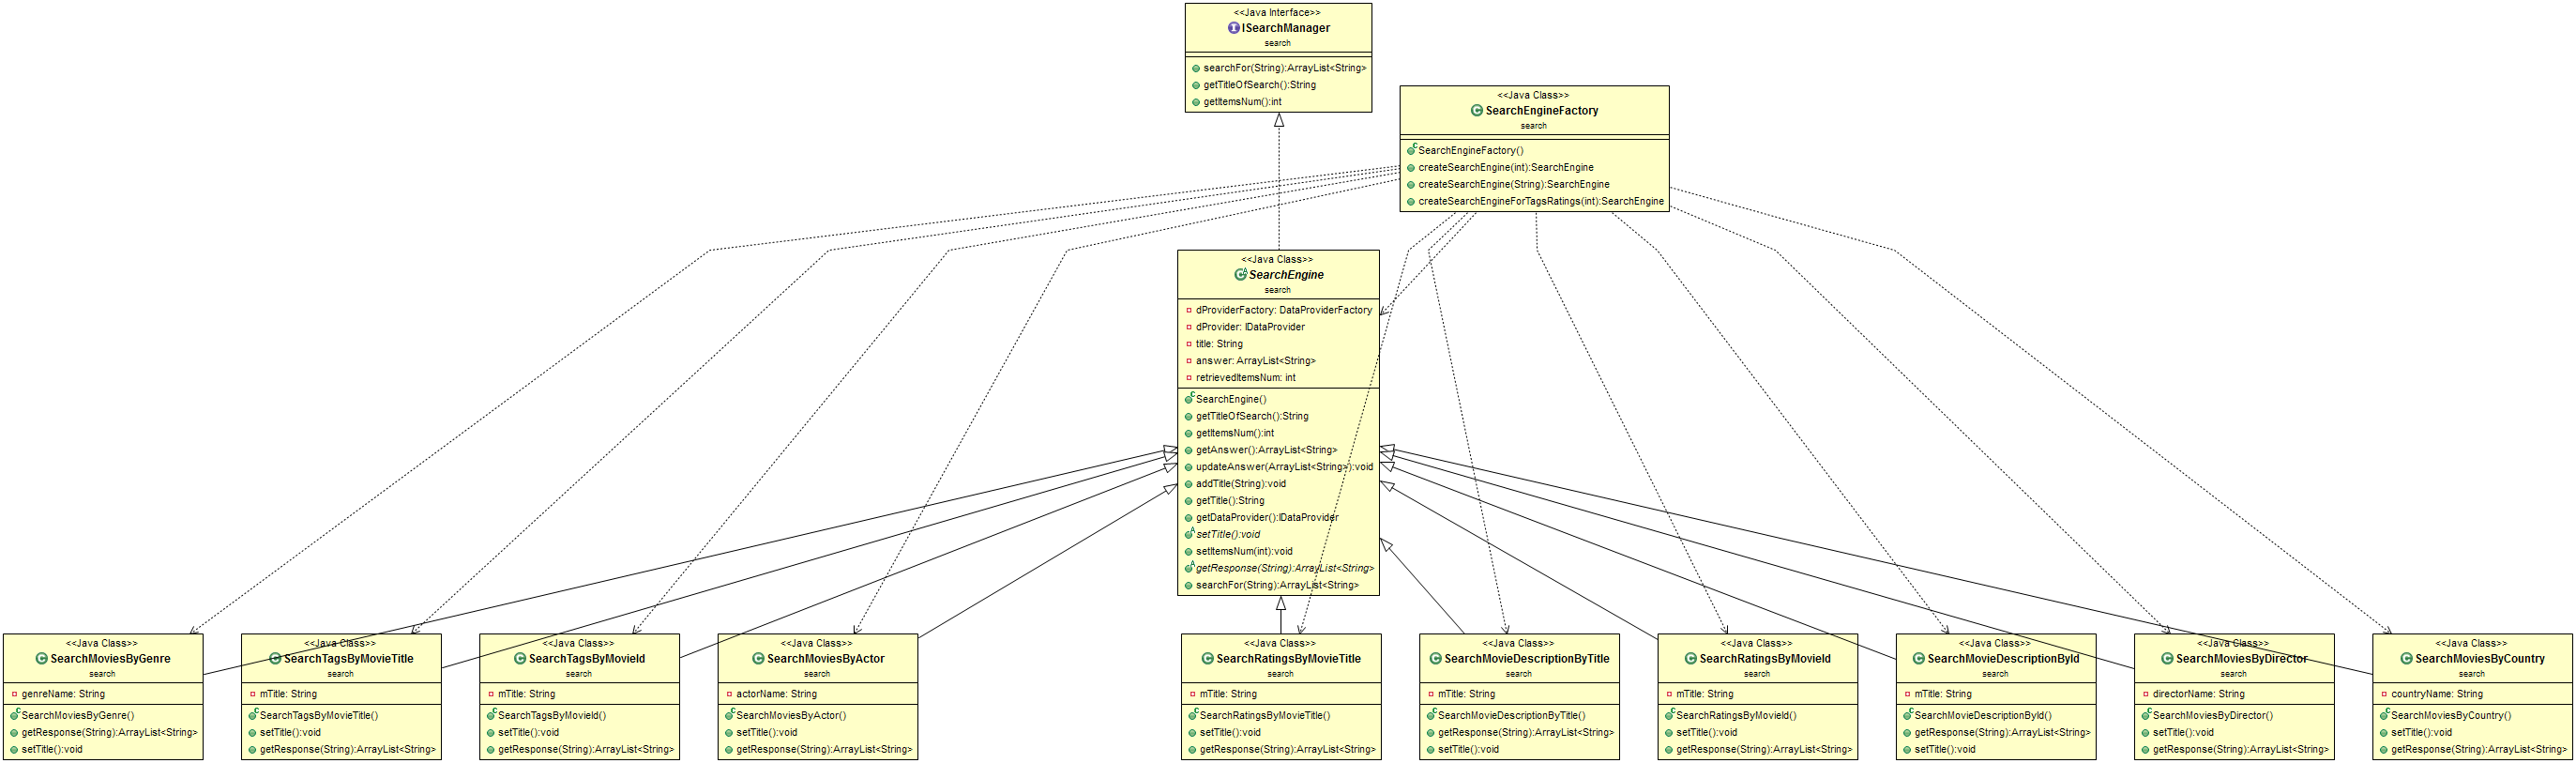 <<Java Interface>>
ISearchManager
search
searchFor(String):ArrayList<String>
getTitleOfSearch():String
getItemsNum():int
<<Java Class>>
SearchEngineFactory
search
SearchEngineFactory()
createSearchEngine(int):SearchEngine
createSearchEngine(String):SearchEngine
createSearchEngineForTagsRatings(int):SearchEngine
<<Java Class>>
SearchEngine
search
dProviderFactory: DataProviderFactory
dProvider: IDataProvider
title: String
answer: ArrayList<String>
retrievedItemsNum: int
SearchEngine()
getTitleOfSearch():String
getItemsNum():int
getAnswer():ArrayList<String>
updateAnswer(ArrayList<String>):void
addTitle(String):void
getTitle():String
getDataProvider():IDataProvider
setTitle():void
setItemsNum(int):void
getResponse(String):ArrayList<String>
searchFor(String):ArrayList<String>
<<Java Class>>
SearchMoviesByGenre
search
genreName: String
SearchMoviesByGenre()
getResponse(String):ArrayList<String>
setTitle():void
<<Java Class>>
SearchTagsByMovieTitle
search
mTitle: String
SearchTagsByMovieTitle()
setTitle():void
getResponse(String):ArrayList<String>
<<Java Class>>
SearchTagsByMovieId
search
mTitle: String
SearchTagsByMovieId()
setTitle():void
getResponse(String):ArrayList<String>
<<Java Class>>
SearchMoviesByActor
search
actorName: String
SearchMoviesByActor()
setTitle():void
getResponse(String):ArrayList<String>
<<Java Class>>
SearchRatingsByMovieTitle
search
mTitle: String
SearchRatingsByMovieTitle()
setTitle():void
getResponse(String):ArrayList<String>
<<Java Class>>
SearchMovieDescriptionByTitle
search
mTitle: String
SearchMovieDescriptionByTitle()
getResponse(String):ArrayList<String>
setTitle():void
<<Java Class>>
SearchRatingsByMovieId
search
mTitle: String
SearchRatingsByMovieId()
setTitle():void
getResponse(String):ArrayList<String>
<<Java Class>>
SearchMovieDescriptionById
search
mTitle: String
SearchMovieDescriptionById()
getResponse(String):ArrayList<String>
setTitle():void
<<Java Class>>
SearchMoviesByDirector
search
directorName: String
SearchMoviesByDirector()
setTitle():void
getResponse(String):ArrayList<String>
<<Java Class>>
SearchMoviesByCountry
search
countryName: String
SearchMoviesByCountry()
setTitle():void
getResponse(String):ArrayList<String>